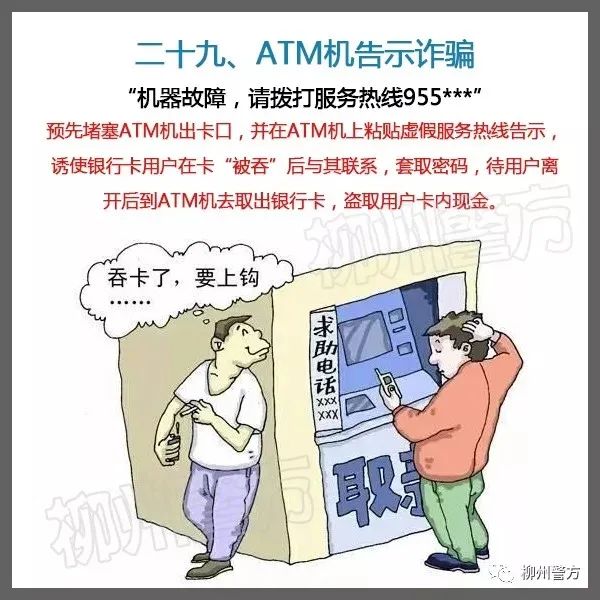 二十九、ATM机告示诈骗
“机器故障，请拨打服务热线955***”
预先堵塞ATM机出卡口，并在ATM机上粘贴虚假服务热线告示，
诱使银行卡用户在卡“被吞”后与其联系，套取密码，待用户离
开后到ATM机去取出银行卡，盗取用户卡内现金。
柳州警方
吞卡了，要上钩
……
求助电话
XXX
XXX
取款
柳州警方
柳州警方